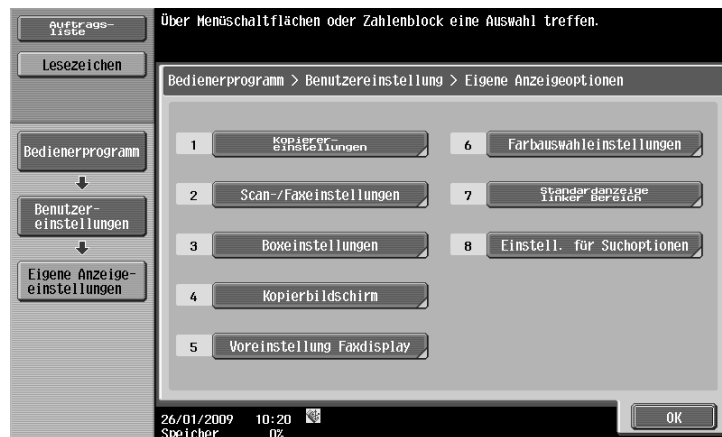 Auftrags-
liste
Über Menüschaltflächen oder Zahlenblock eine Auswahl treffen.
Lesezeichen
Bedienerprogramm > Benutzereinstellung > Eigene Anzeigeoptionen
Bedienerprogramm
Benutzer-
einstellungen
Eigene Anzeige-
einstellungen
1 Kopierer-
einstellungen
2 Scan-/Faxeinstellungen
3 Boxeinstellungen
4 Kopierbildschirm
5 Voreinstellung Faxdisplay
6 Farbauswahleinstellungen
7 Standardanzeige
linker Bereich
8 Einstell. für Suchoptionen
26/01/2009 10:20
Speicher 0%
OK